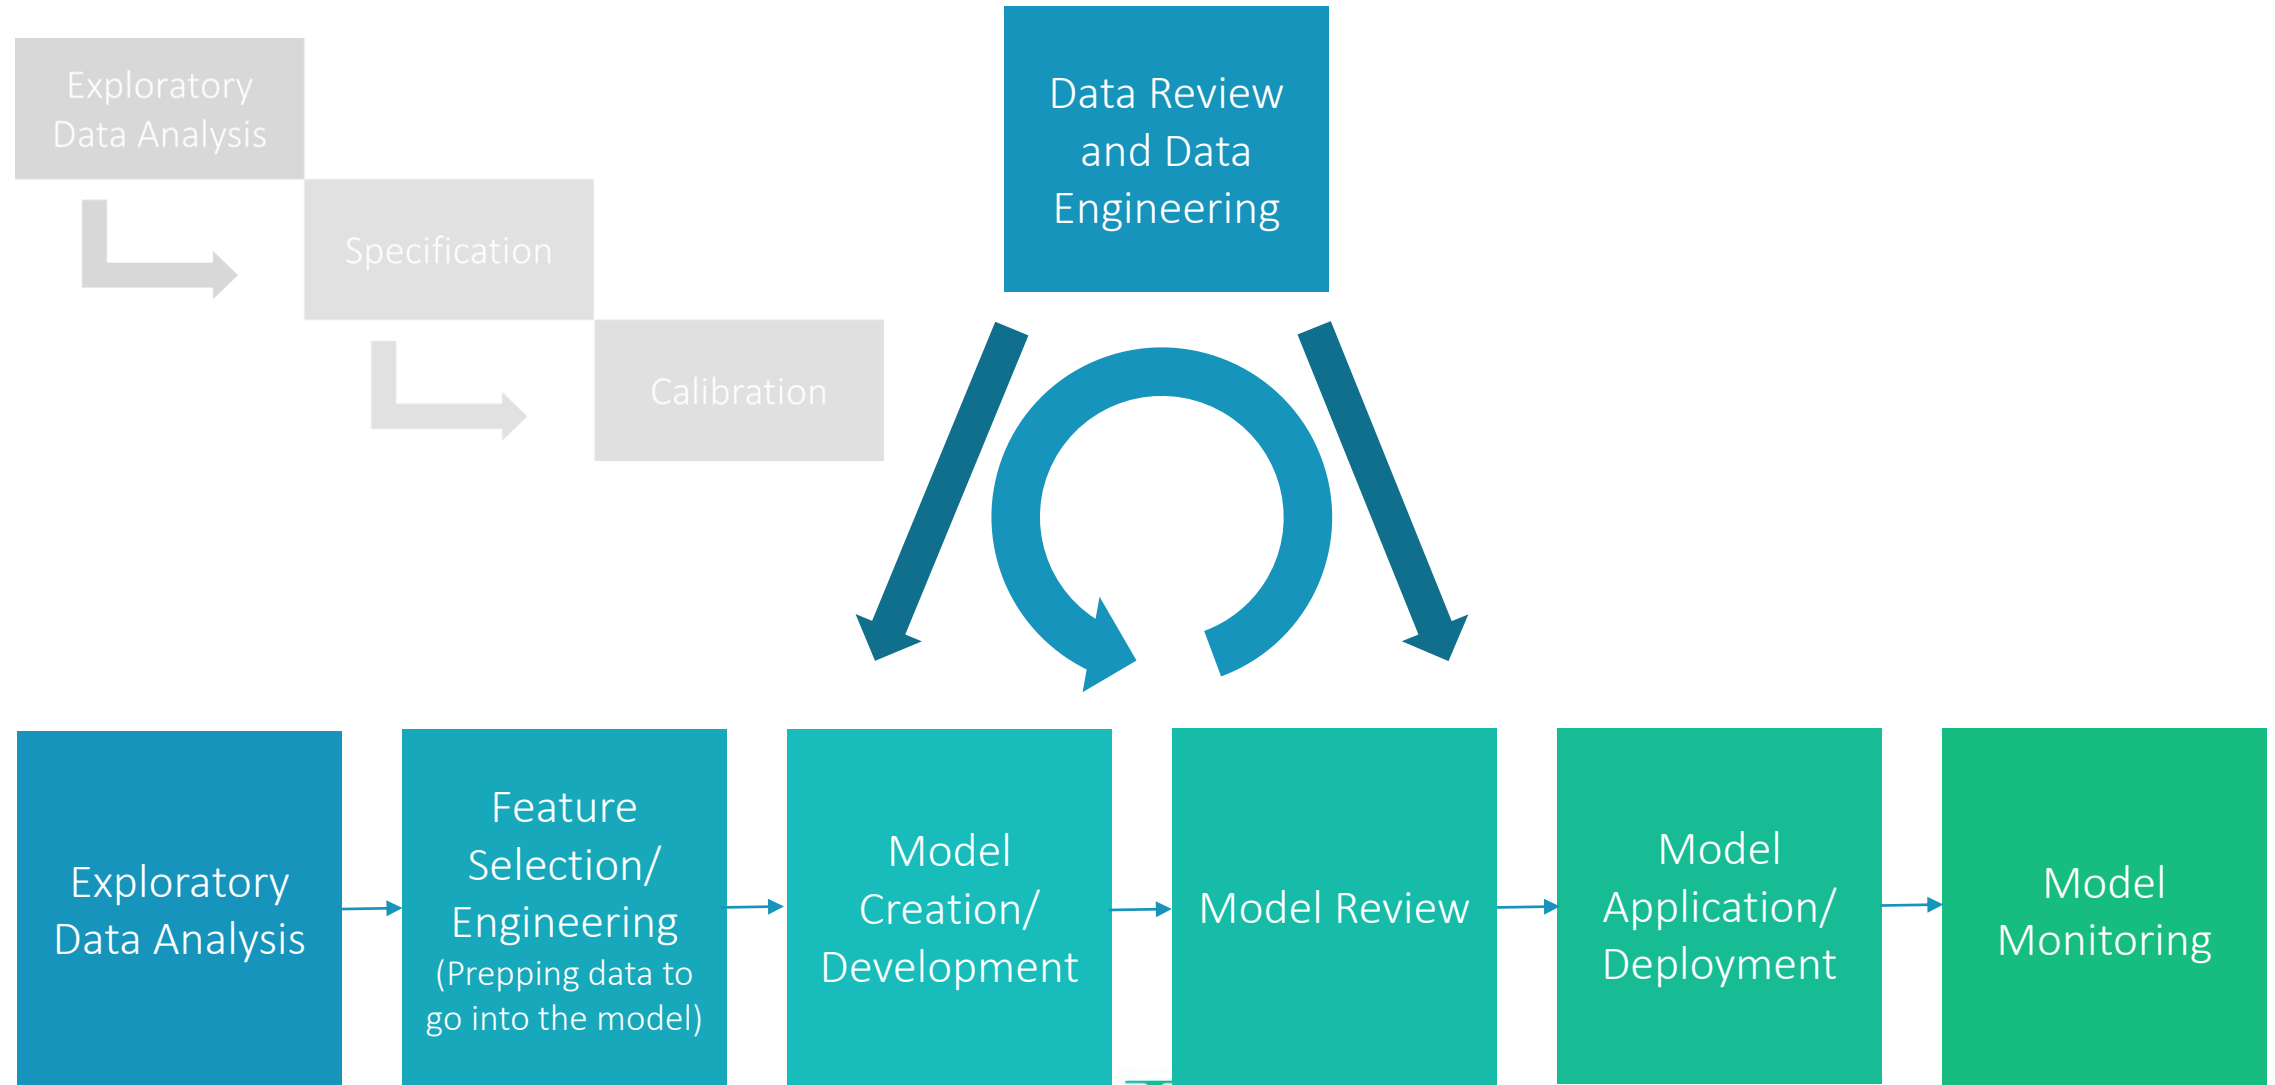 Exploratory
Data Analysis
Specification
Calibration
Data Review
and Data
Engineering
Exploratory
Data Analysis
Feature
Selection/
Engineering
(Prepping data to
go into the model)
Model
Creation/
Development
Model Review
Model
Application/
Deployment
Model
Monitoring